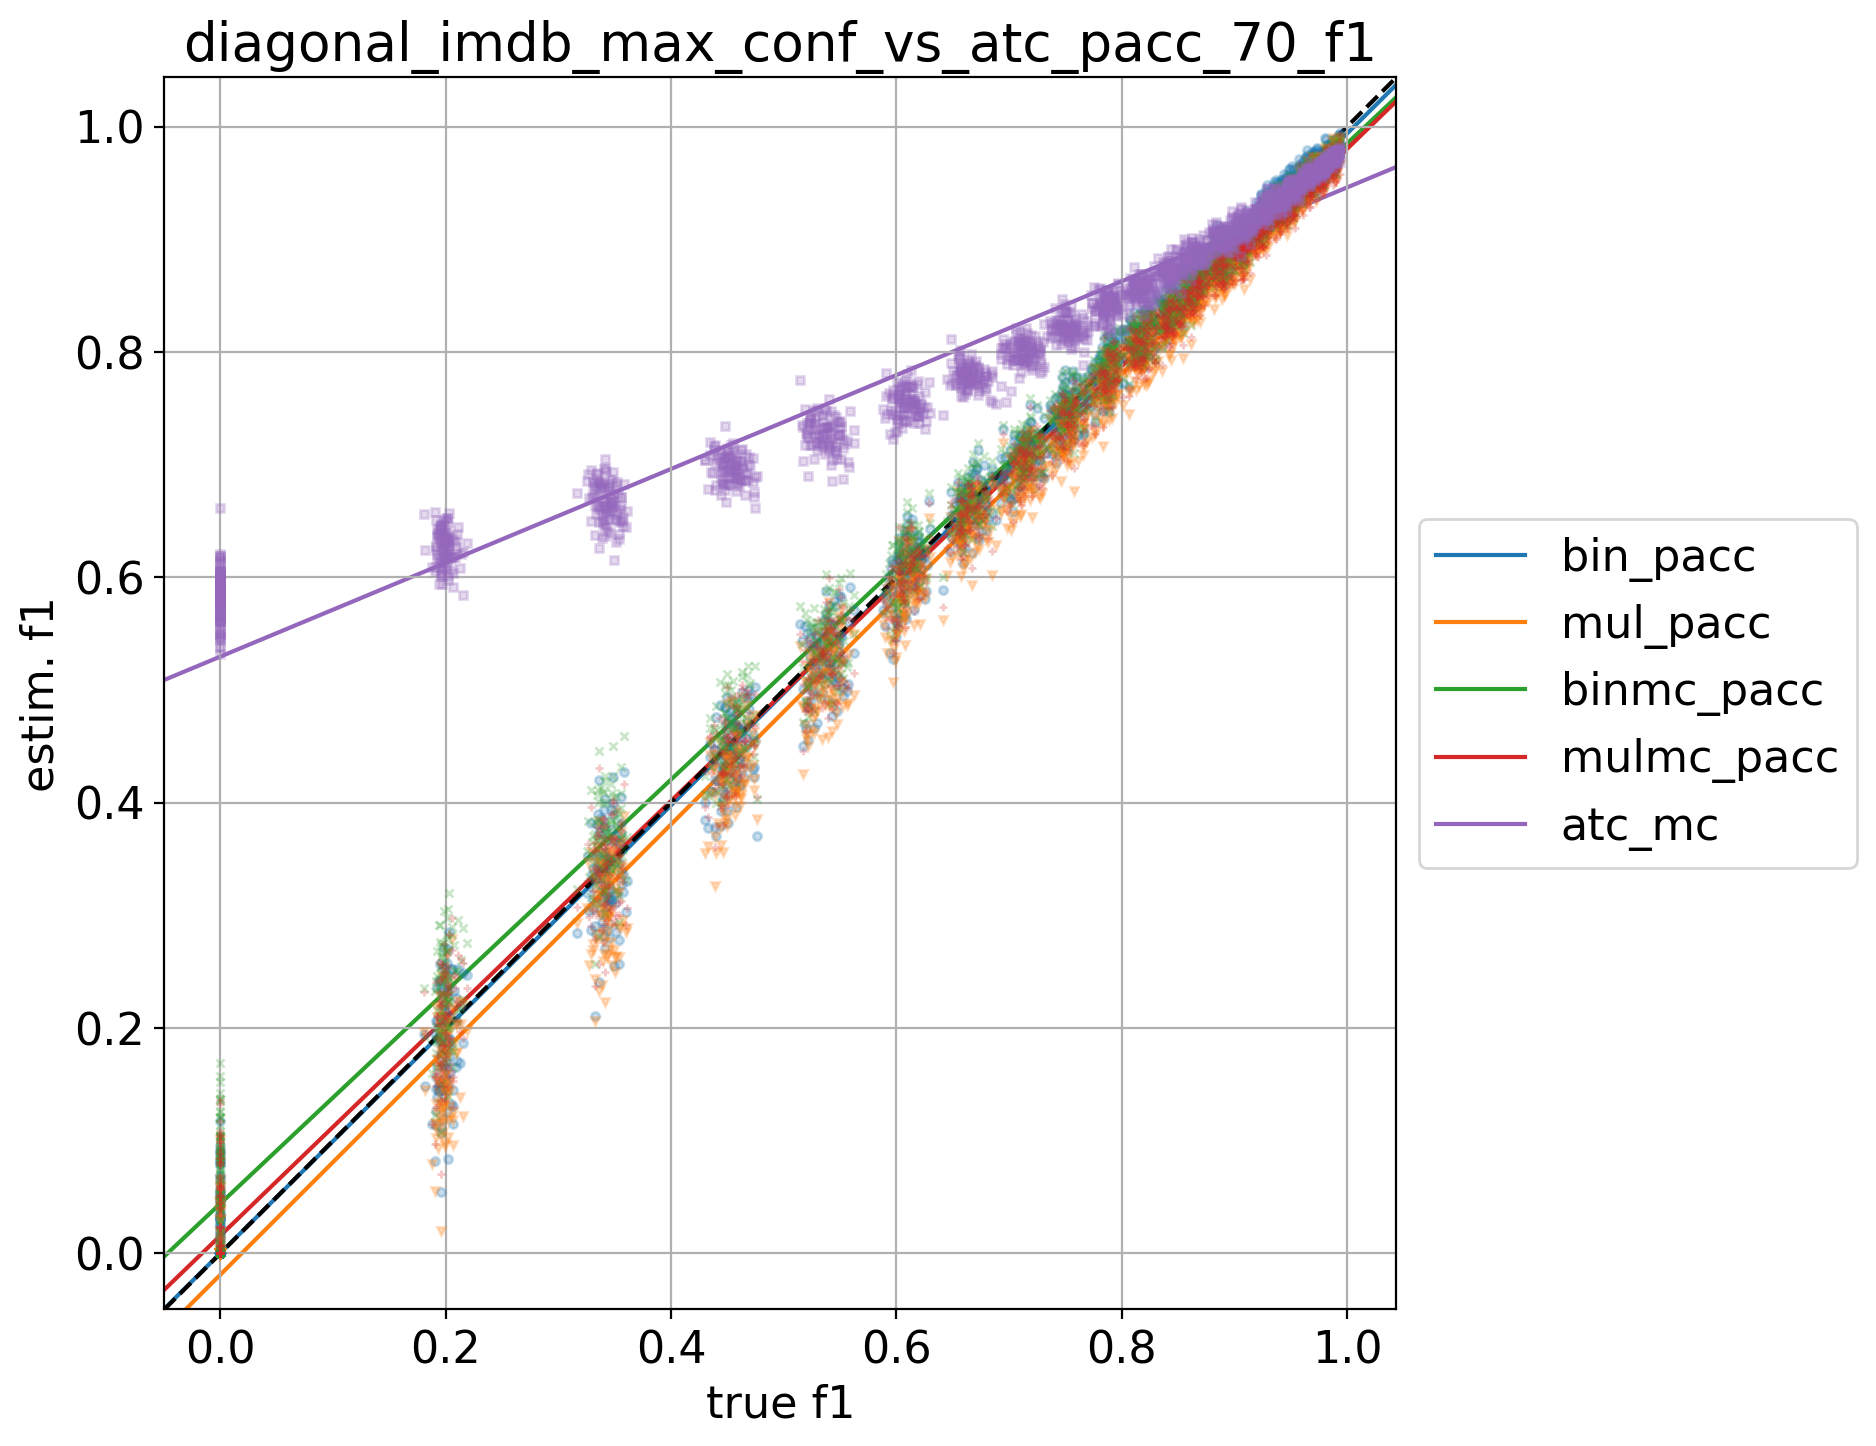 diagonal_imdb_max_conf_vs_atc_pacc_70_f1
1.0
0.8
0.6
0.4
0.2
0.0
estim. f1
0.0 0.2 0.4 0.6 0.8 1.0
true f1
bin_pacc
mul_pacc
binmc_pacc
mulmc_pacc
atc_mc